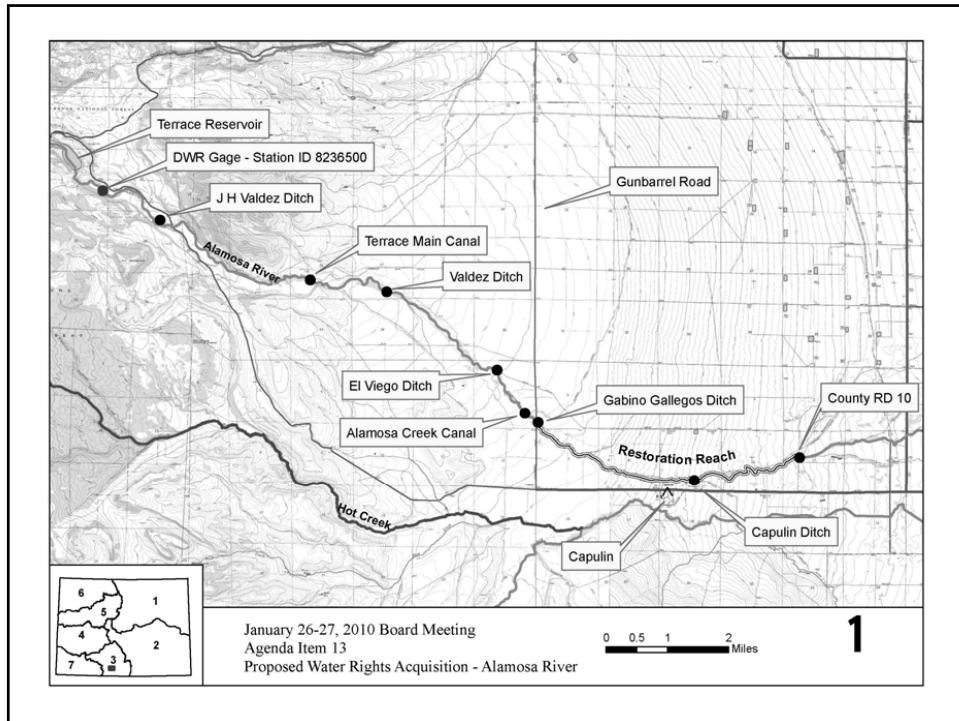 Terrace Reservoir
DWR Gage - Station ID 8236500
J H Valdez Ditch
Gunbarrel Road
Alamosa River
Terrace Main Canal
Valdez Ditch
El Viego Ditch
Gabino Gallegos Ditch
County RD 10
Alamosa Creek Canal
Restoration Reach
Hot Creek
Capulin Ditch
Capulin
6
1
5
4
2
7
3
January 26-27, 2010 Board Meeting
Agenda Item 13
Proposed Water Rights Acquisition - Alamosa River
0 0.5 1 2
Miles
1